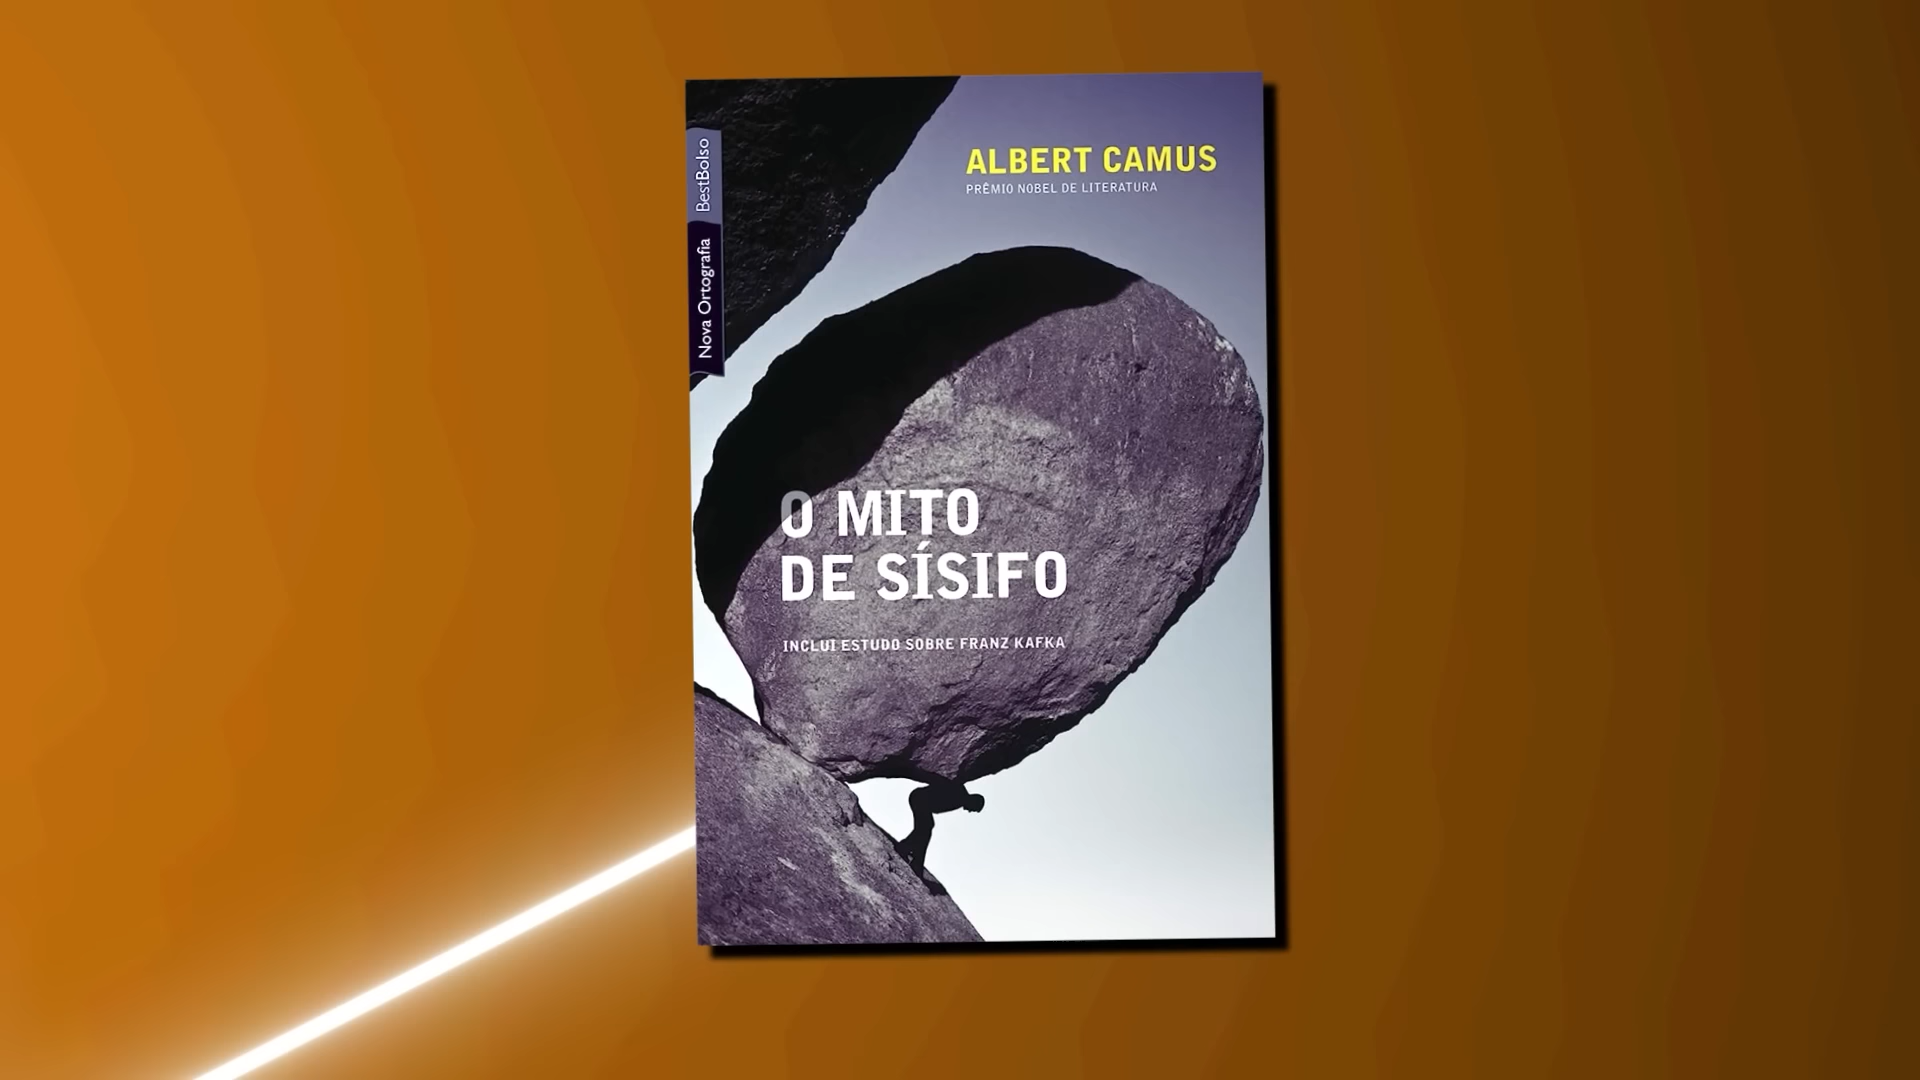 BestBolso
Nova Ortografia
ALBERT CAMUS
PRÊMIO NOBEL DE LITERATURA
O MITO
DE SÍSIFO
INCLUI ESTUDO SOBRE FRANZ KAFKA